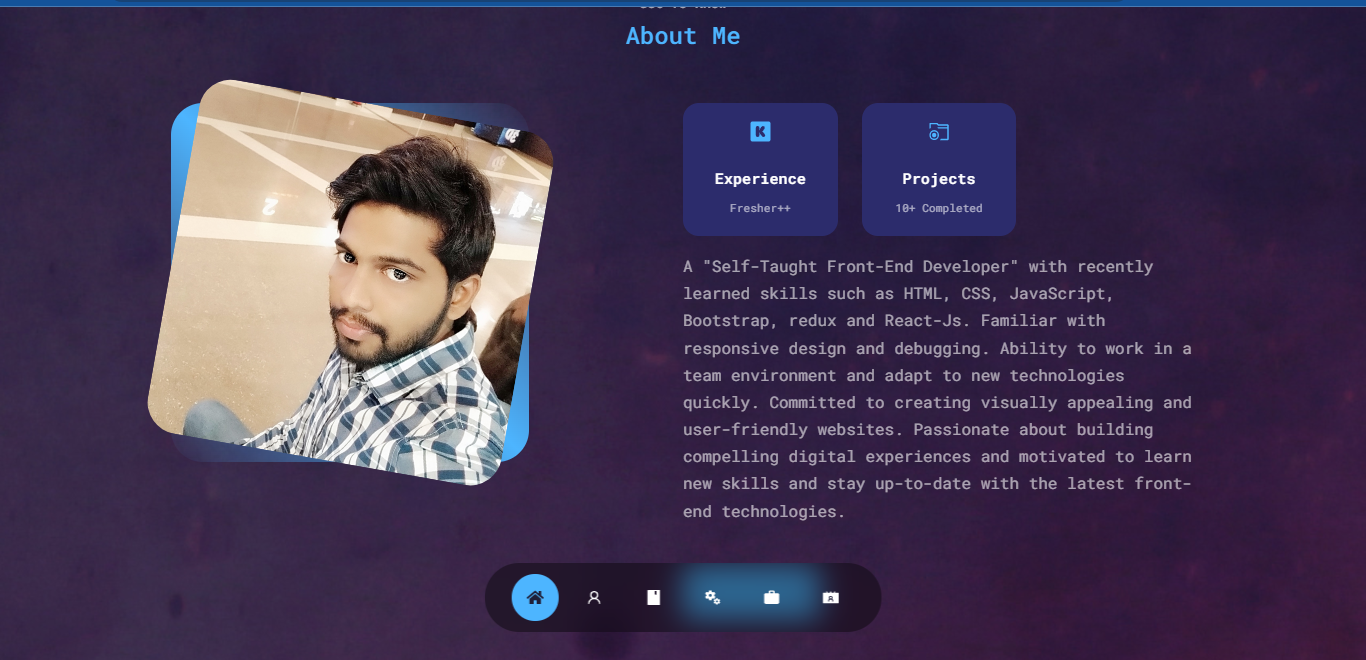 About Me
Experience
Fresher++
Projects
10+ Completed
A "Self-Taught Front-End Developer" with recently
learned skills such as HTML, CSS, JavaScript,
Bootstrap, redux and React-Js. Familiar with
responsive design and debugging. Ability to work in a
team environment and adapt to new technologies
quickly. Committed to creating visually appealing and
user-friendly websites. Passionate about building
compelling digital experiences and motivated to learn
new skills and stay up-to-date with the latest front-
end technologies.